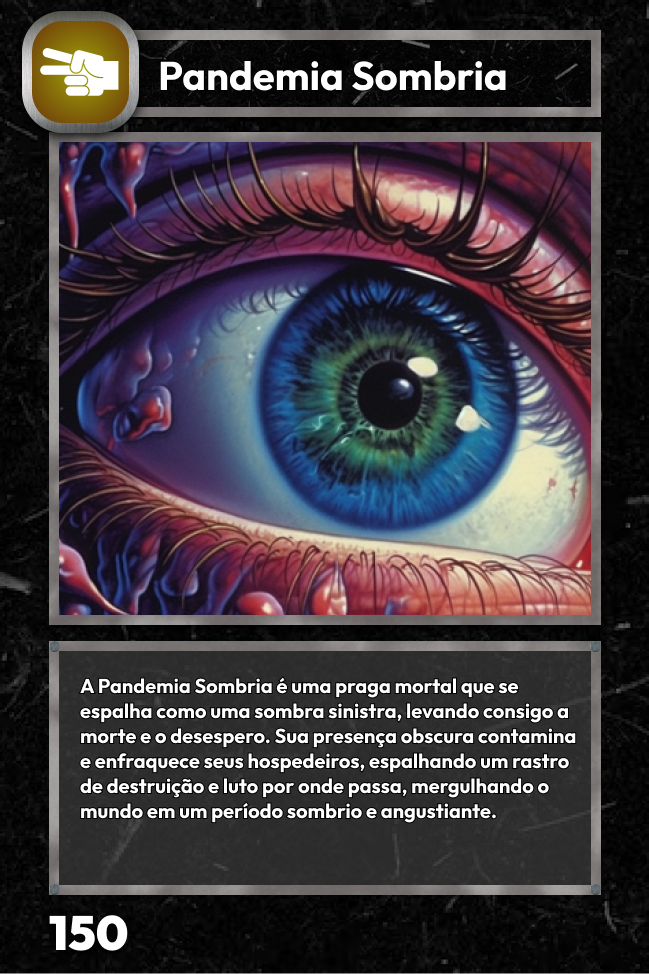 Pandemia Sombria
A Pandemia Sombria é uma praga mortal que se
espalha como uma sombra sinistra, levando consigo a
morte e o desespero. Sua presença obscura contamina
e enfraquece seus hospedeiros, espalhando um rastro
de destruição e luto por onde passa, mergulhando o
mundo em um período sombrio e angustiante.
150